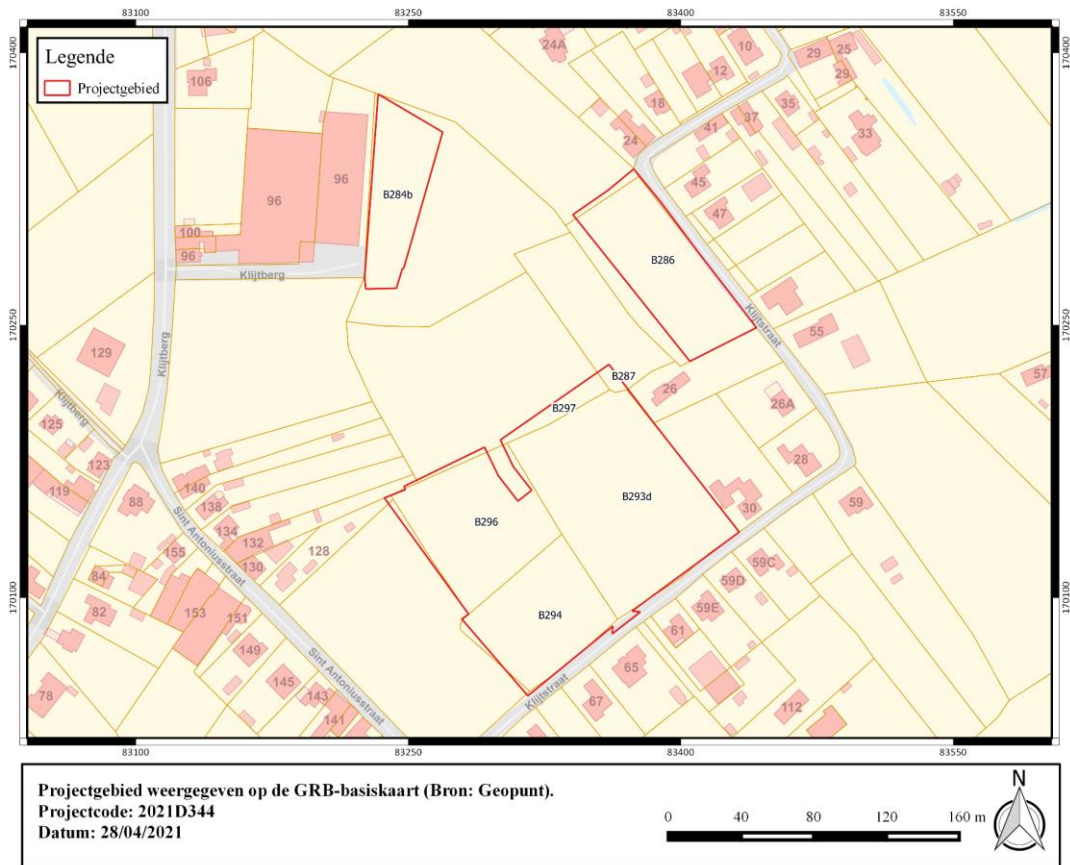 83100 83250 83400 83550
170400 170400
170250 170250
170100 170100
Legende
Projectgebied
106
24A
10
12
18
29
25
29
24
41
37
35
33
96
96
B284b
45
47
100
96
Klijtberg
B286
Klijtstraat
55
57
Klijtberg
129
Klijtberg
B287
26
26A
B297
125
123
119
88
140
138
134
132
130
128
B296
B293d
28
30
59
155
Sint Antoniusstraat
84
82
153
151
149
59C
59D
59E
61
B294
65
67
Klijtstraat
Sint Antoniusstraat
78
145
143
141
112
83100 83250 83400 83550
Projectgebied weergegeven op de GRB-basiskaart (Bron: Geopunt).
Projectcode: 2021D344
Datum: 28/04/2021
0 40 80 120 160 m
N